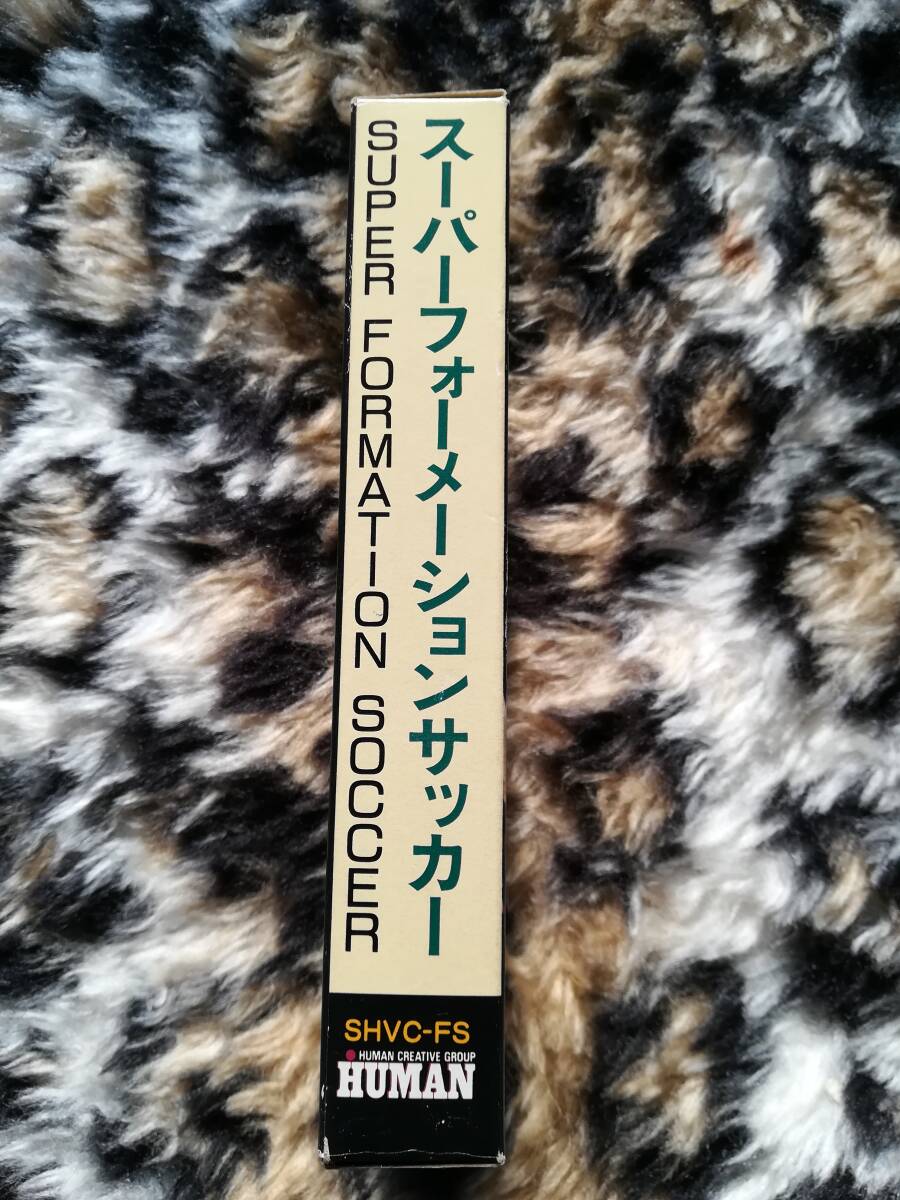 スーパーフォーメーションサッカー
SUPER FORMATION SOCCER
SHVC-FS
HUMAN CREATIVE GROUP
HUMAN